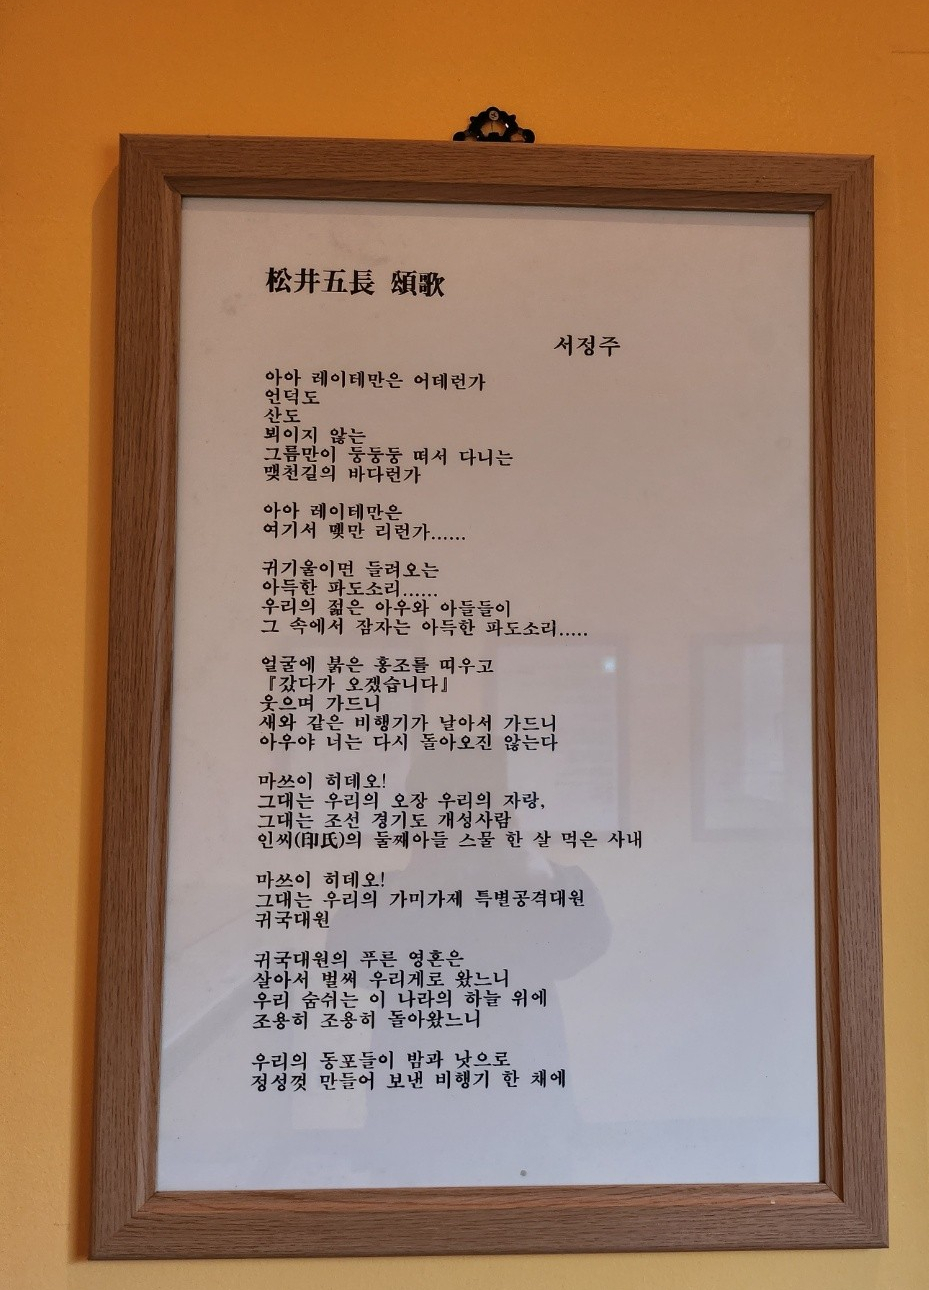 松井五長 頌歌
서정주
아아 레이테만은 어데런가
언덕도
산도
뵈이지 않는
그름만이 둥둥둥 떠서 다니는
몇천길의 바다런가
아아 레이테만은
여기서 몇만 리런가......
귀기울이면 들려오는
아득한 파도소리......
우리의 젊은 아우와 아들들이
그 속에서 잠자는 아득한 파도소리.....
얼굴에 붉은 홍조를 띠우고
『갔다가 오겠습니다』
웃으며 가드니
새와 같은 비행기가 날아서 가드니
아우야 너는 다시 돌아오진 않는다
마쓰이 히데오!
그대는 우리의 오장 우리의 자랑,
그대는 조선 경기도 개성사람
인씨(印氏)의 둘째아들 스물 한 살 먹은 사내
마쓰이 히데오!
그대는 우리의 가미가제 특별공격대원
귀국대원
귀국대원의 푸른 영혼은
살아서 벌써 우리게로 왔느니
우리 숨쉬는 이 나라의 하늘 위에
조용히 조용히 돌아왔느니
우리의 동포들이 밤과 낮으로
정성껏 만들어 보낸 비행기 한 채에